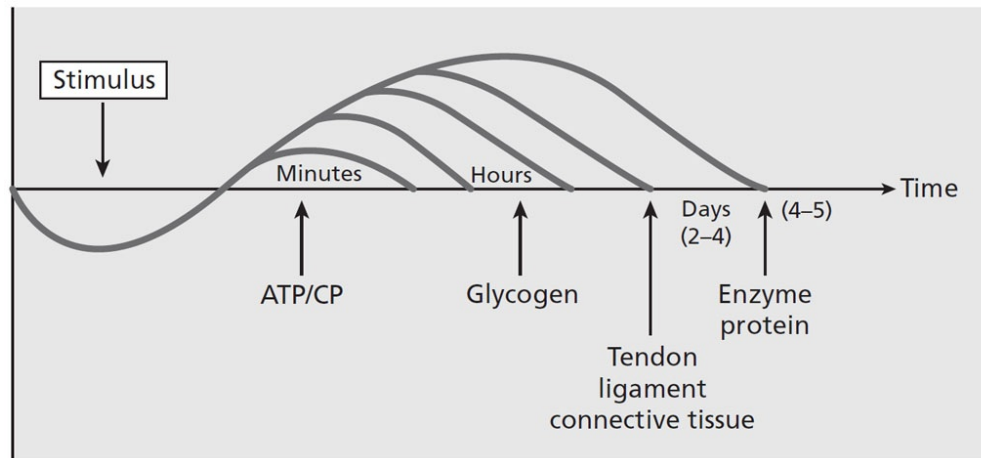 Stimulus
Minutes
Hours
Time
Days
(2–4)
(4–5)
ATP/CP
Glycogen
Enzyme
protein
Tendon
ligament
connective tissue